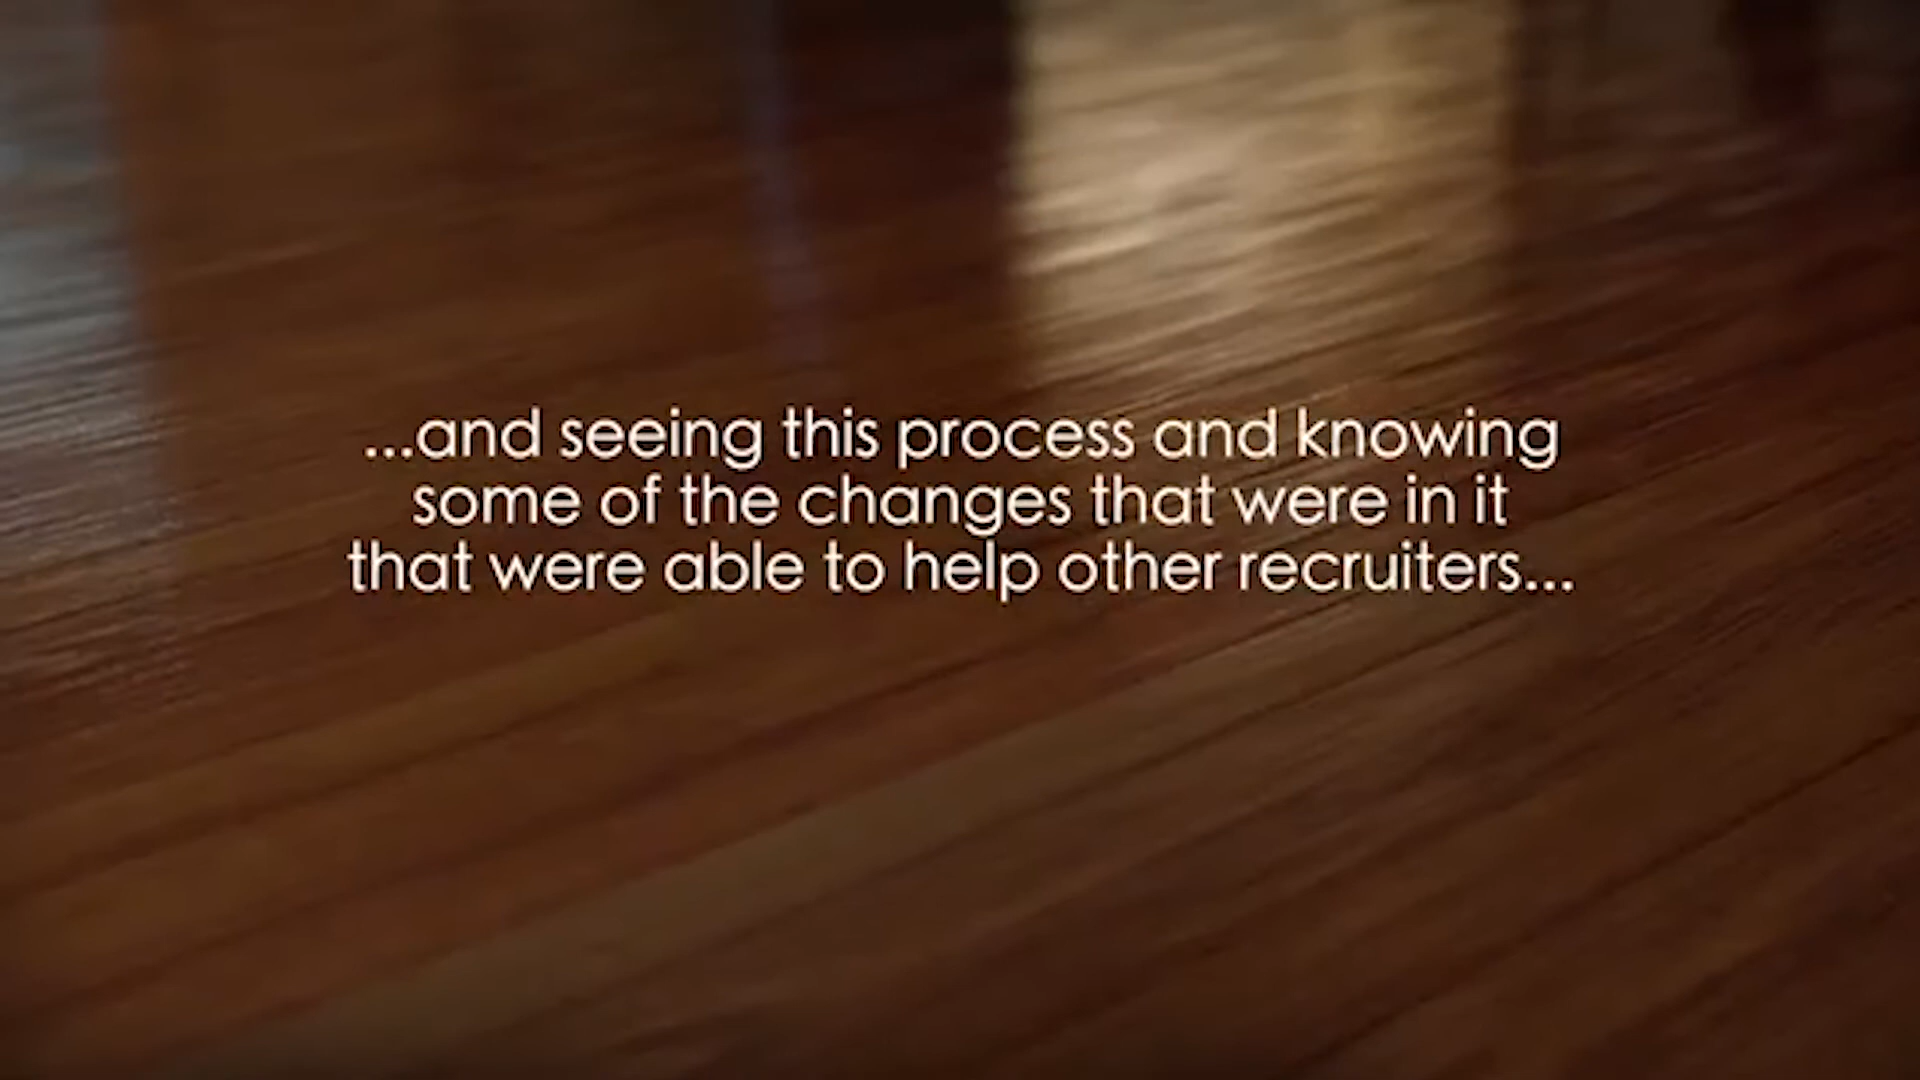 ...and seeing this process and knowing
some of the changes that were in it
that were able to help other recruiters...